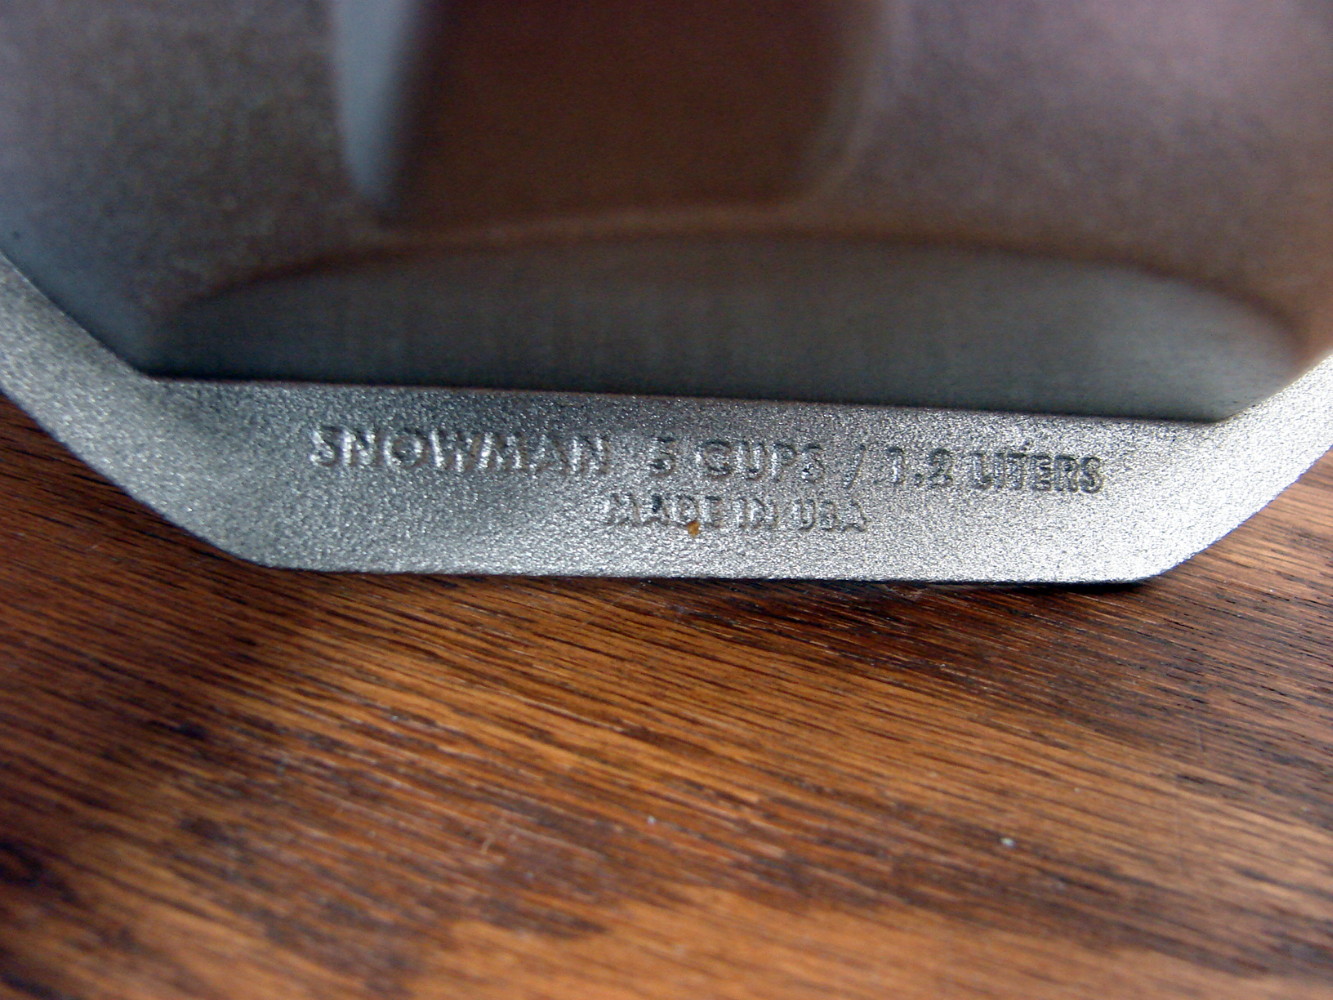 SNOWMAN 5 CUPS / 1.2 LITERS
MADE IN USA